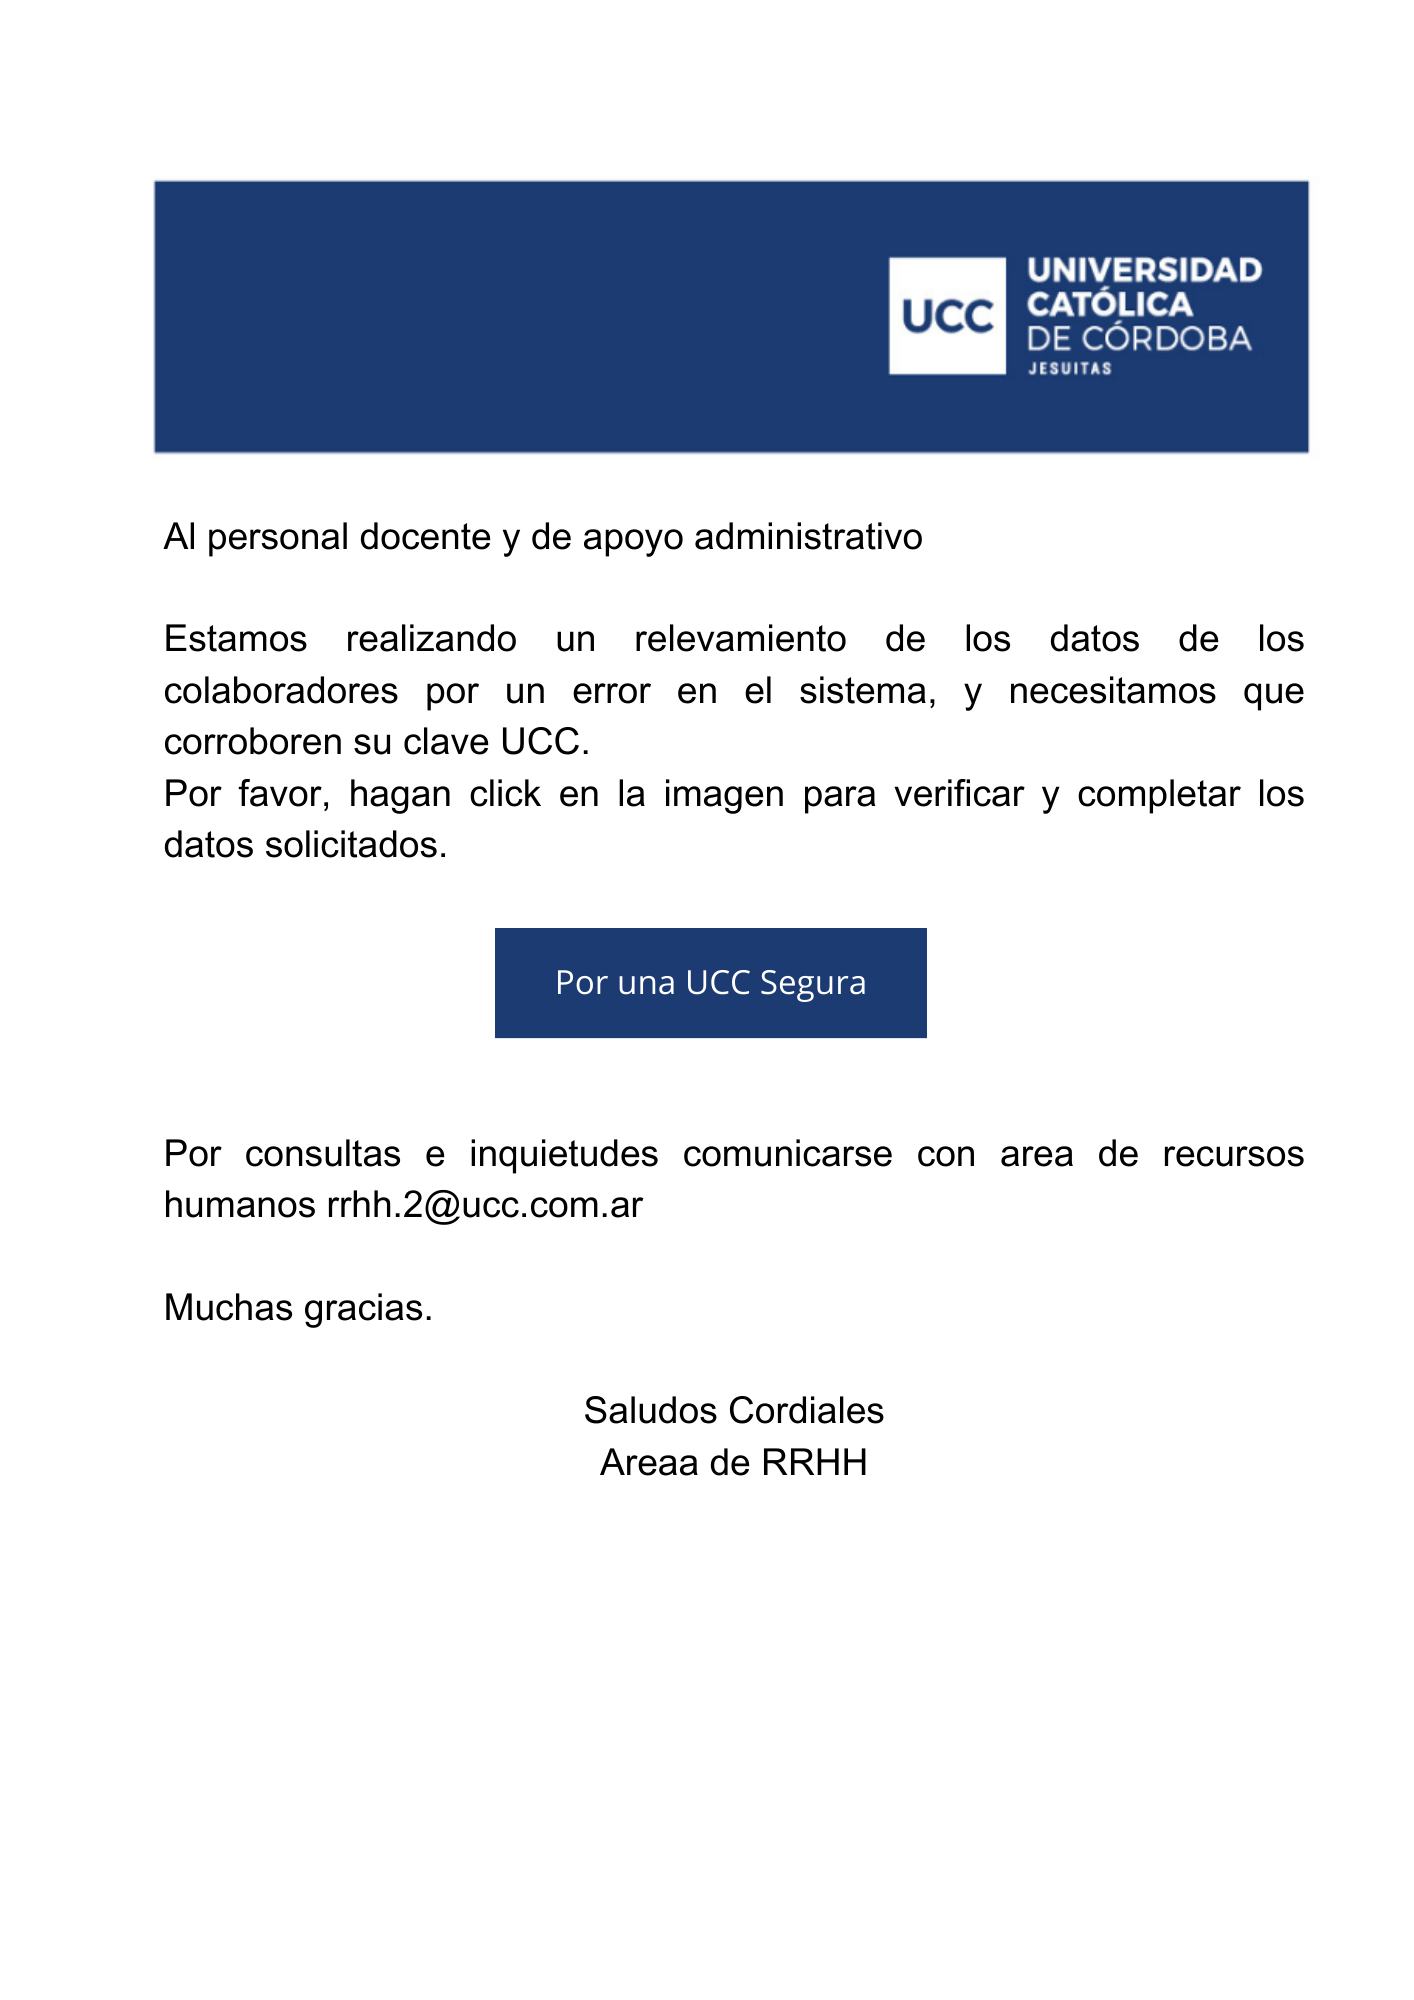 UCC
UNIVERSIDAD
CATÓLICA
DE CÓRDOBA
JESUITAS
Al personal docente y de apoyo administrativo
Estamos realizando un relevamiento de los datos de los
colaboradores por un error en el sistema, y necesitamos que
corroboren su clave UCC.
Por favor, hagan click en la imagen para verificar y completar los
datos solicitados.
Por una UCC Segura
Por consultas e inquietudes comunicarse con area de recursos
humanos rrhh.2@ucc.com.ar
Muchas gracias.
Saludos Cordiales
Areaa de RRHH